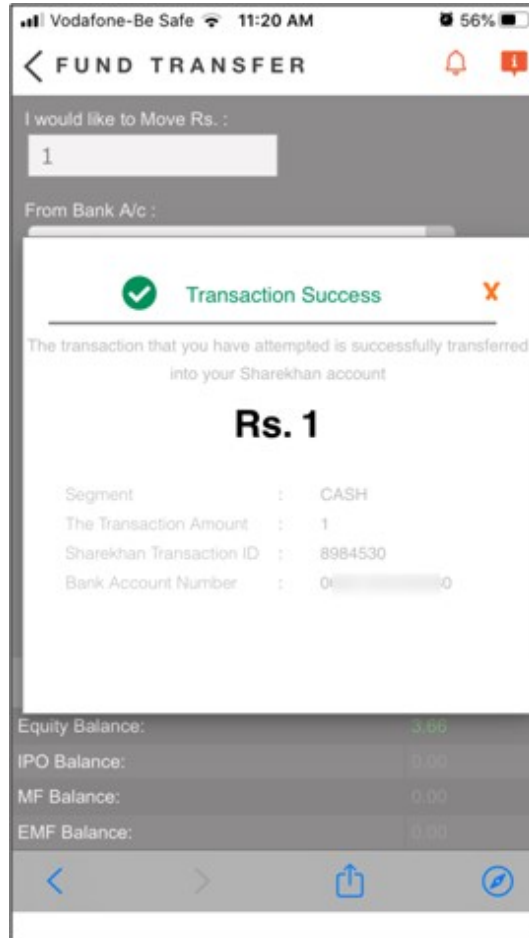 Vodafone-Be Safe 11:20 AM 56%
FUND TRANSFER
I would like to Move Rs. :
1
From Bank A/c :
Transaction Success X
The transaction that you have attempted is successfully transferred
into your Sharekhan account
Rs. 1
Segment : CASH
The Transaction Amount : 1
Sharekhan Transaction ID : 8984530
Bank Account Number : 0 0
Equity Balance: 3.66
IPO Balance: 0.00
MF Balance: 0.00
EMF Balance: 0.00